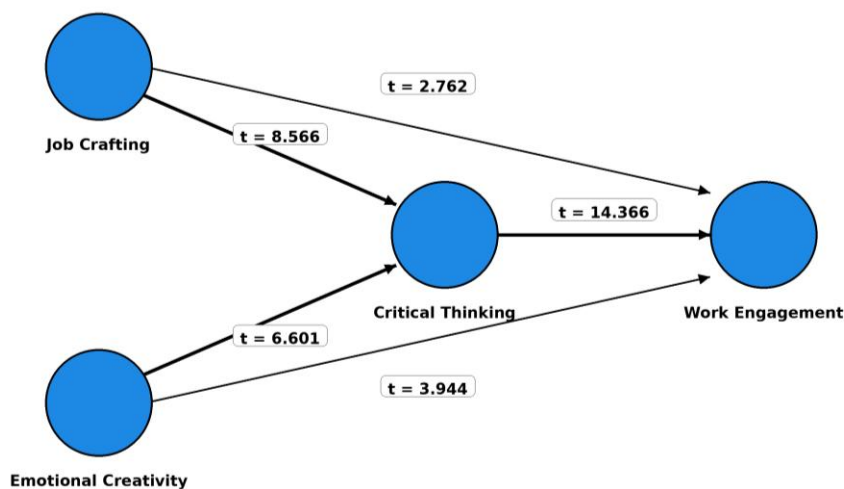 t = 2.762
t = 8.566
Job Crafting
t = 14.366
Critical Thinking
Work Engagement
t = 6.601
t = 3.944
Emotional Creativity